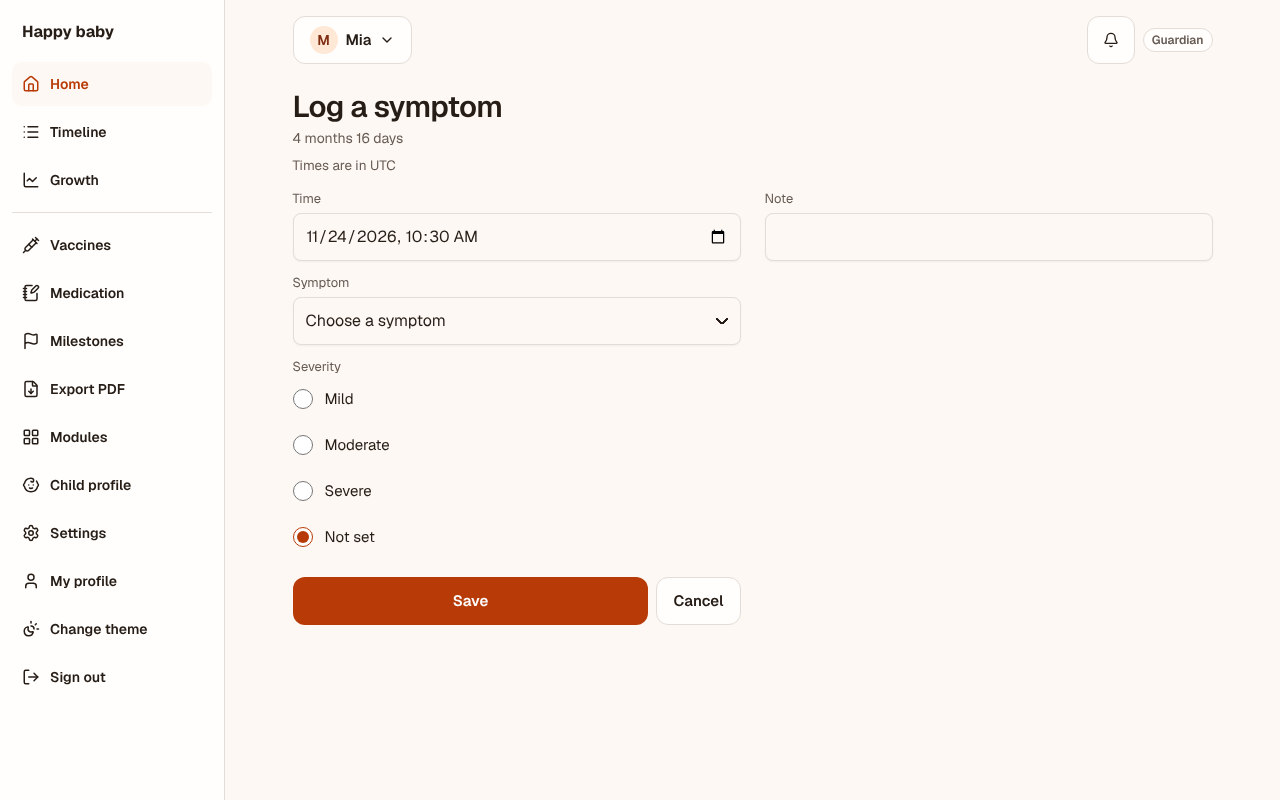 Happy baby
Home
Timeline
Growth
Vaccines
Medication
Milestones
Export PDF
Modules
Child profile
Settings
My profile
Change theme
Sign out
M Mia
Guardian
Log a symptom
4 months 16 days
Times are in UTC
Time
11/24/2026, 10:30 AM
Note
Symptom
Choose a symptom
Severity
Mild
Moderate
Severe
Not set
Save
Cancel